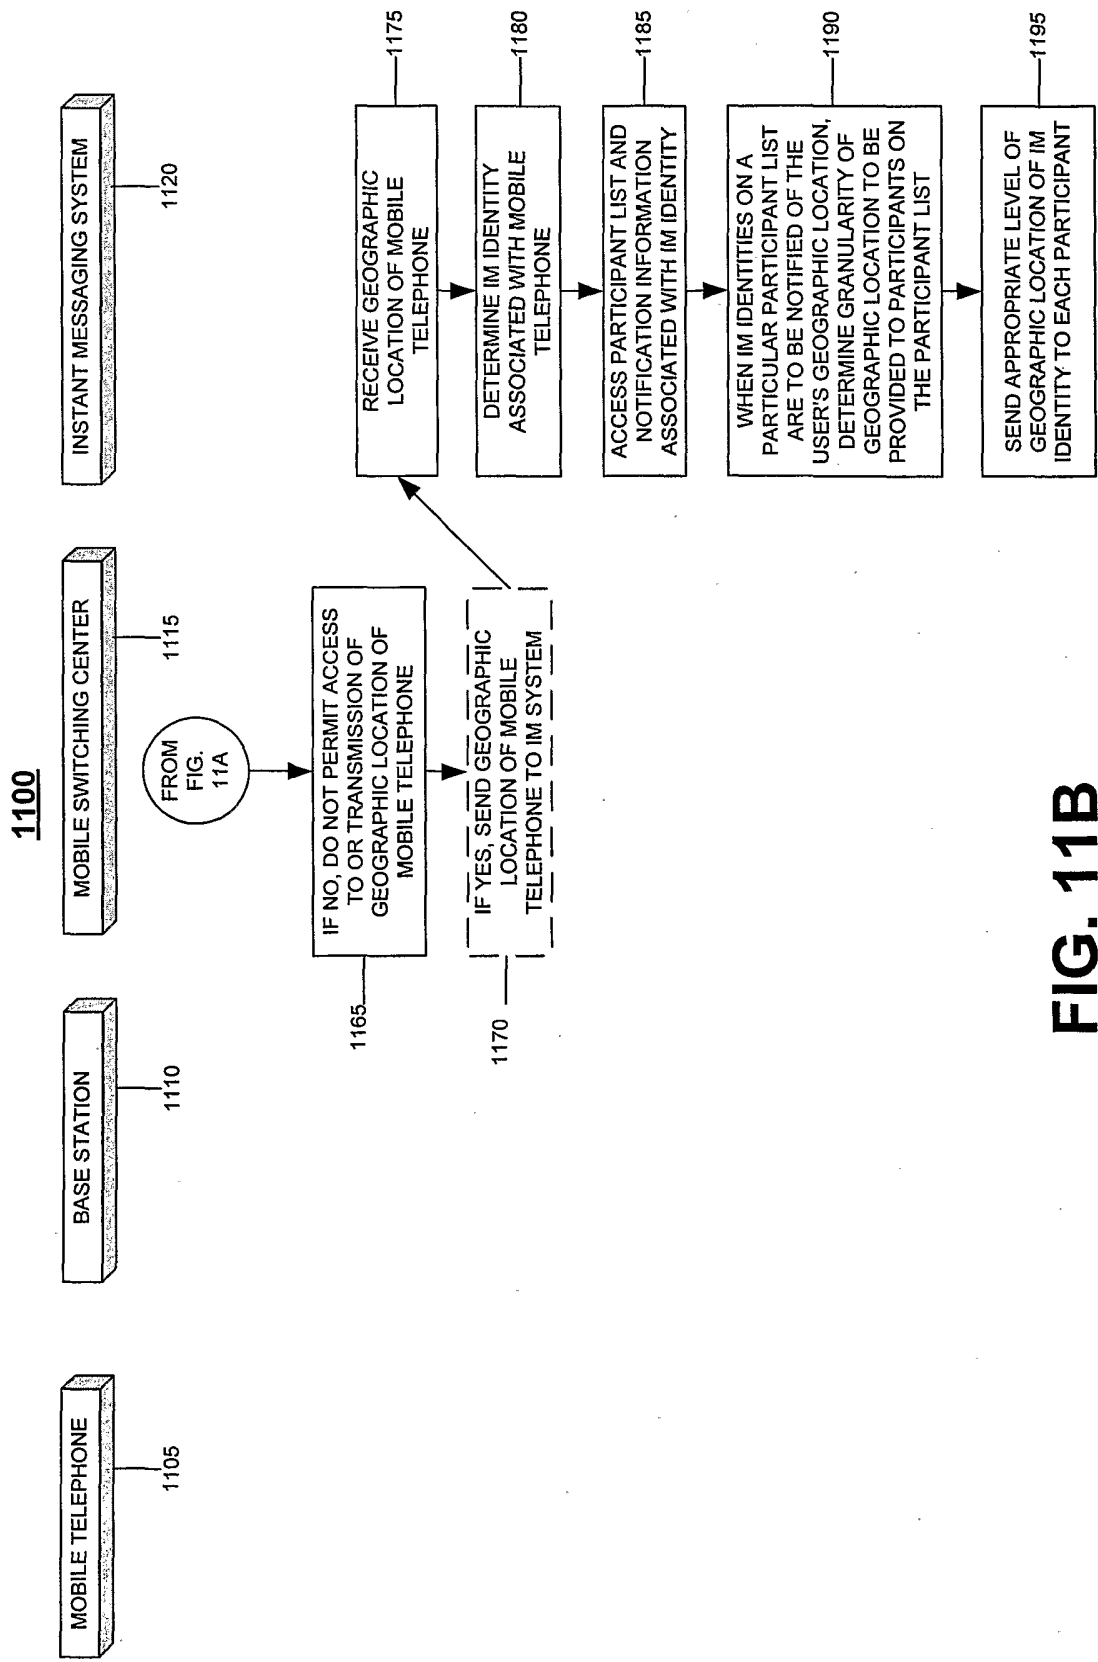 1100
MOBILE TELEPHONE
1105
BASE STATION
1110
MOBILE SWITCHING CENTER
1115
INSTANT MESSAGING SYSTEM
1120
FROM
FIG.
11A
IF NO, DO NOT PERMIT ACCESS
TO OR TRANSMISSION OF
GEOGRAPHIC LOCATION OF
MOBILE TELEPHONE
1165
IF YES, SEND GEOGRAPHIC
LOCATION OF MOBILE
TELEPHONE TO IM SYSTEM
1170
RECEIVE GEOGRAPHIC
LOCATION OF MOBILE
TELEPHONE
1175
DETERMINE IM IDENTITY
ASSOCIATED WITH MOBILE
TELEPHONE
1180
ACCESS PARTICIPANT LIST AND
NOTIFICATION INFORMATION
ASSOCIATED WITH IM IDENTITY
1185
WHEN IM IDENTITIES ON A
PARTICULAR PARTICIPANT LIST
ARE TO BE NOTIFIED OF THE
USER'S GEOGRAPHIC LOCATION,
DETERMINE GRANULARITY OF
GEOGRAPHIC LOCATION TO BE
PROVIDED TO PARTICIPANTS ON
THE PARTICIPANT LIST
1190
SEND APPROPRIATE LEVEL OF
GEOGRAPHIC LOCATION OF IM
IDENTITY TO EACH PARTICIPANT
1195
FIG. 11B